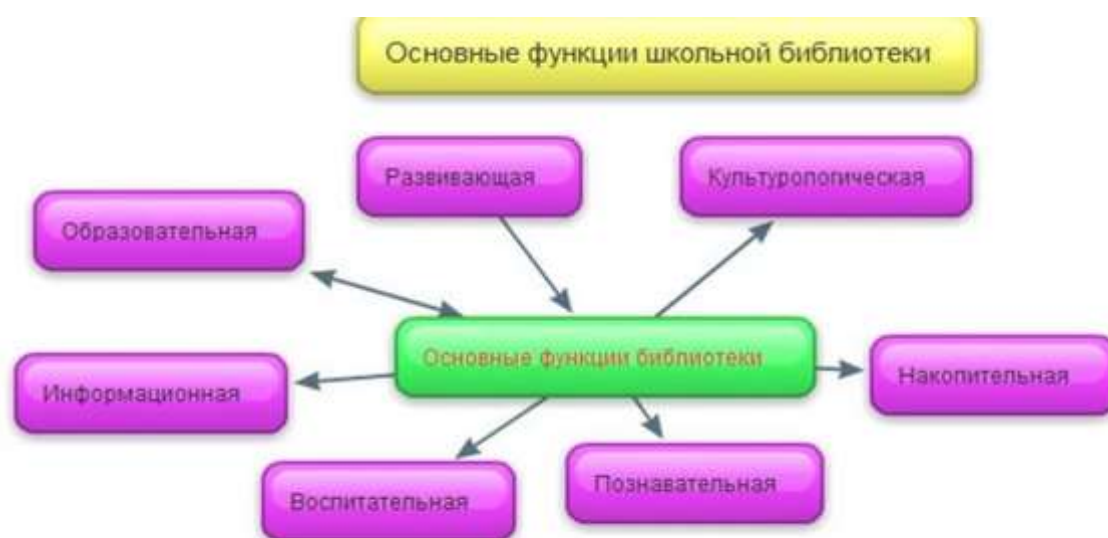 Основные функции школьной библиотеки
Развивающая
Культурологическая
Образовательная
Основные функции библиотеки
Накопительная
Информационная
Познавательная
Воспитательная